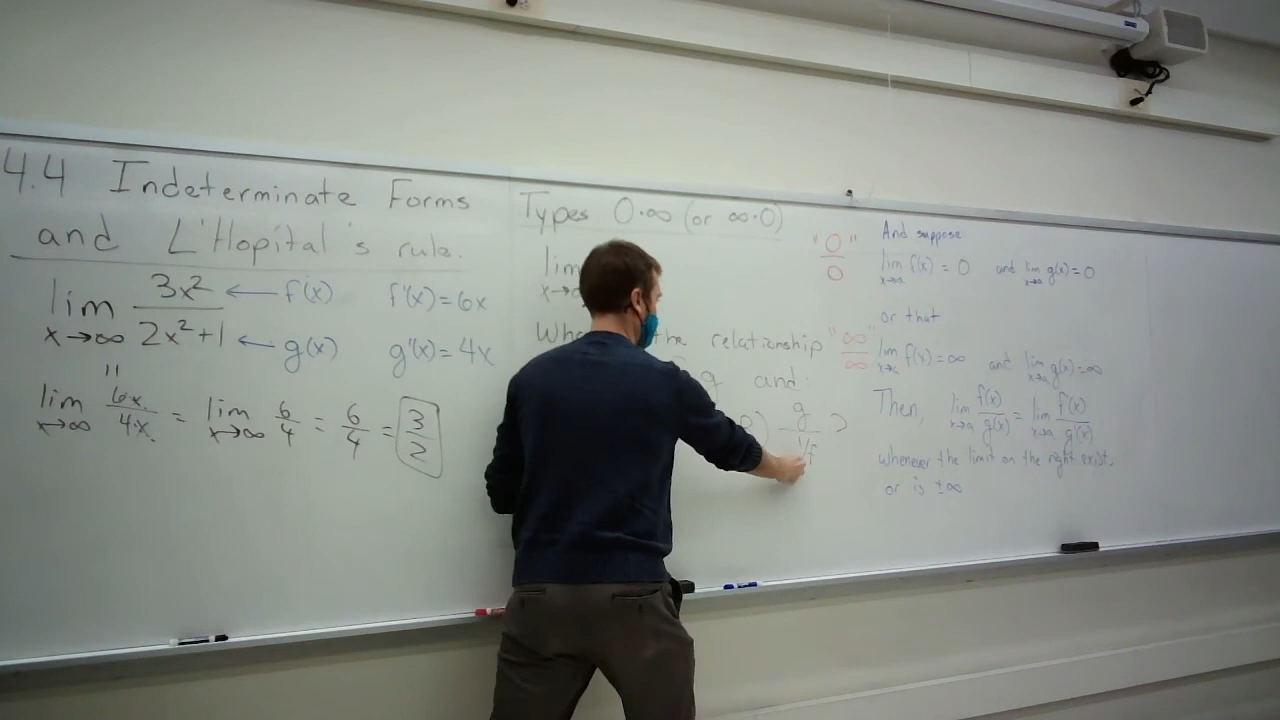 4.4 Indeterminate Forms
and L'Hopital's rule.
lim x→∞ 3x²/(2x²+1) ← f(x) f'(x) = 6x
← g(x) g'(x) = 4x
||
lim x→∞ 6x/4x = lim x→∞ 6/4 = 6/4 = 3/2
Types 0·∞ (or ∞·0)
lim
x→∞
the relationship
g and
g/(1/f) ?
"0/0"
"∞/∞"
And suppose
lim x→a f(x) = 0 and lim x→a g(x) = 0
or that
lim x→a f(x) = ∞ and lim x→a g(x) = ∞
Then, lim x→a f(x)/g(x) = lim x→a f(x)/g(x)
whenever the limit on the right exist,
or is ±∞